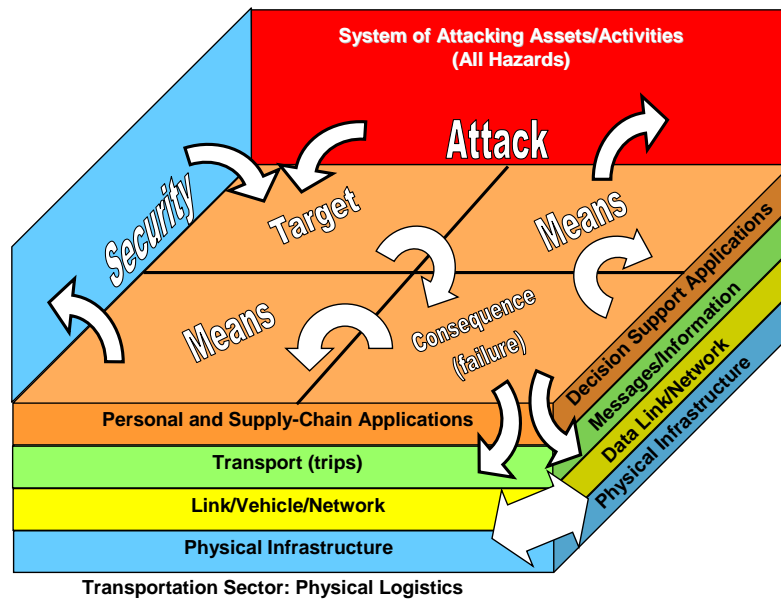 System of Attacking Assets/Activities
(All Hazards)
Attack
Security
Target
Means
Means
Consequence
(failure)
Decision Support Applications
Messages/Information
Data Link/Network
Physical Infrastructure
Personal and Supply-Chain Applications
Transport (trips)
Link/Vehicle/Network
Physical Infrastructure
Transportation Sector: Physical Logistics